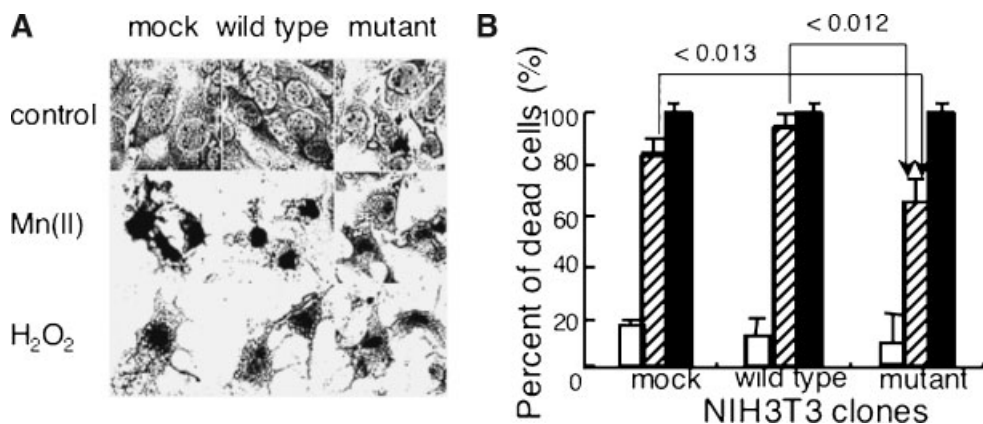 A
mock wild type mutant
control
Mn(II)
H₂O₂
B
< 0.012
< 0.013
Percent of dead cells (%)
100
80
60
40
20
0
mock wild type mutant
NIH3T3 clones